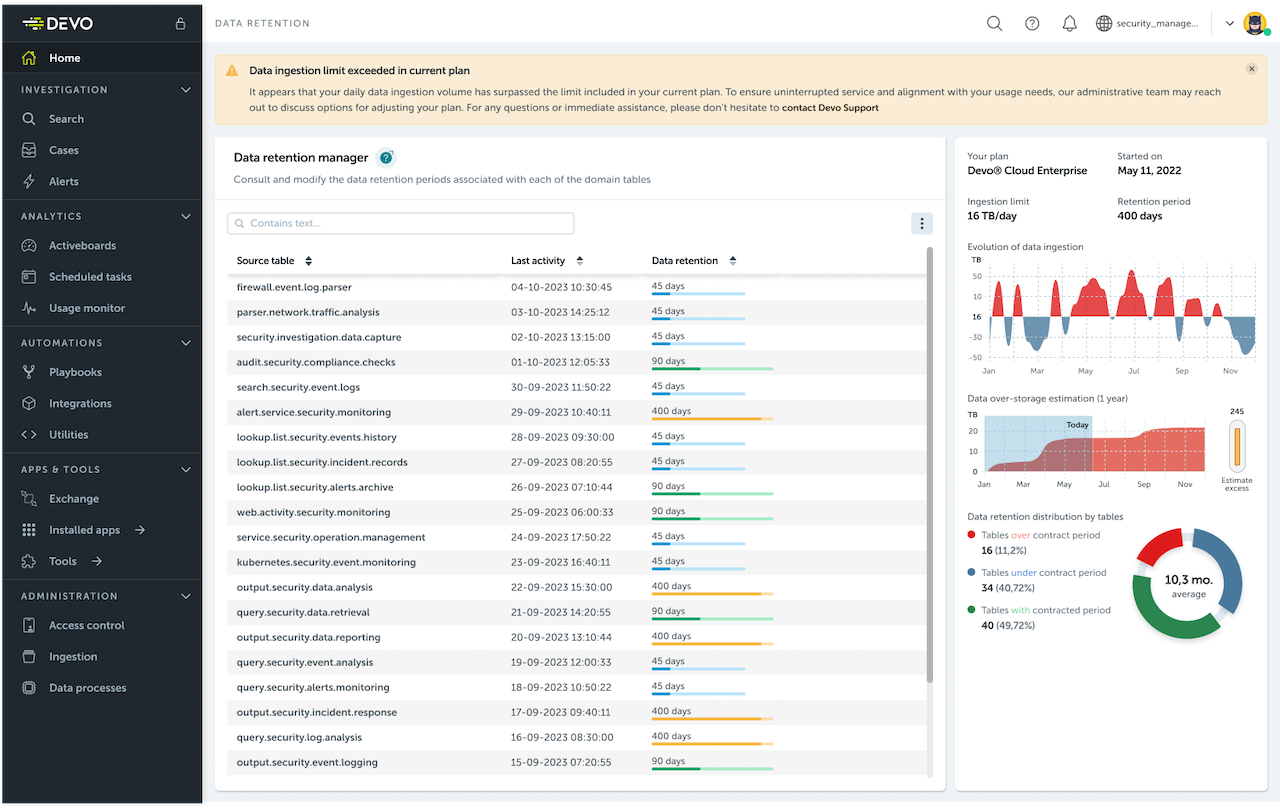 DEVO
DATA RETENTION
security_manage...
Home
INVESTIGATION
Search
Cases
Alerts
ANALYTICS
Activeboards
Scheduled tasks
Usage monitor
AUTOMATIONS
Playbooks
Integrations
Utilities
APPS & TOOLS
Exchange
Installed apps
Tools
ADMINISTRATION
Access control
Ingestion
Data processes
Data ingestion limit exceeded in current plan
It appears that your daily data ingestion volume has surpassed the limit included in your current plan. To ensure uninterrupted service and alignment with your usage needs, our administrative team may reach
out to discuss options for adjusting your plan. For any questions or immediate assistance, please don't hesitate to contact Devo Support
Data retention manager ?
Consult and modify the data retention periods associated with each of the domain tables
Contains text...
Source table Last activity Data retention
firewall.event.log.parser 04-10-2023 10:30:45 45 days
parser.network.traffic.analysis 03-10-2023 14:25:12 45 days
security.investigation.data.capture 02-10-2023 13:15:00 45 days
audit.security.compliance.checks 01-10-2023 12:05:33 90 days
search.security.event.logs 30-09-2023 11:50:22 45 days
alert.service.security.monitoring 29-09-2023 10:40:11 400 days
lookup.list.security.events.history 28-09-2023 09:30:00 45 days
lookup.list.security.incident.records 27-09-2023 08:20:55 45 days
lookup.list.security.alerts.archive 26-09-2023 07:10:44 90 days
web.activity.security.monitoring 25-09-2023 06:00:33 90 days
service.security.operation.management 24-09-2023 17:50:22 45 days
kubernetes.security.event.monitoring 23-09-2023 16:40:11 45 days
output.security.data.analysis 22-09-2023 15:30:00 400 days
query.security.data.retrieval 21-09-2023 14:20:55 90 days
output.security.data.reporting 20-09-2023 13:10:44 400 days
query.security.event.analysis 19-09-2023 12:00:33 45 days
query.security.alerts.monitoring 18-09-2023 10:50:22 45 days
output.security.incident.response 17-09-2023 09:40:11 400 days
query.security.log.analysis 16-09-2023 08:30:00 400 days
output.security.event.logging 15-09-2023 07:20:55 90 days
Your plan Started on
Devo® Cloud Enterprise May 11, 2022
Ingestion limit Retention period
16 TB/day 400 days
Evolution of data ingestion
TB
50
10
16
-30
-50
Jan Mar May Jul Sep Nov
Data over-storage estimation (1 year)
TB
20
10
0
Today
Jan Mar May Jul Sep Nov
245
Estimate
excess
Data retention distribution by tables
Tables over contract period
16 (11,2%)
Tables under contract period
34 (40,72%)
Tables with contracted period
40 (49,72%)
10,3 mo.
average